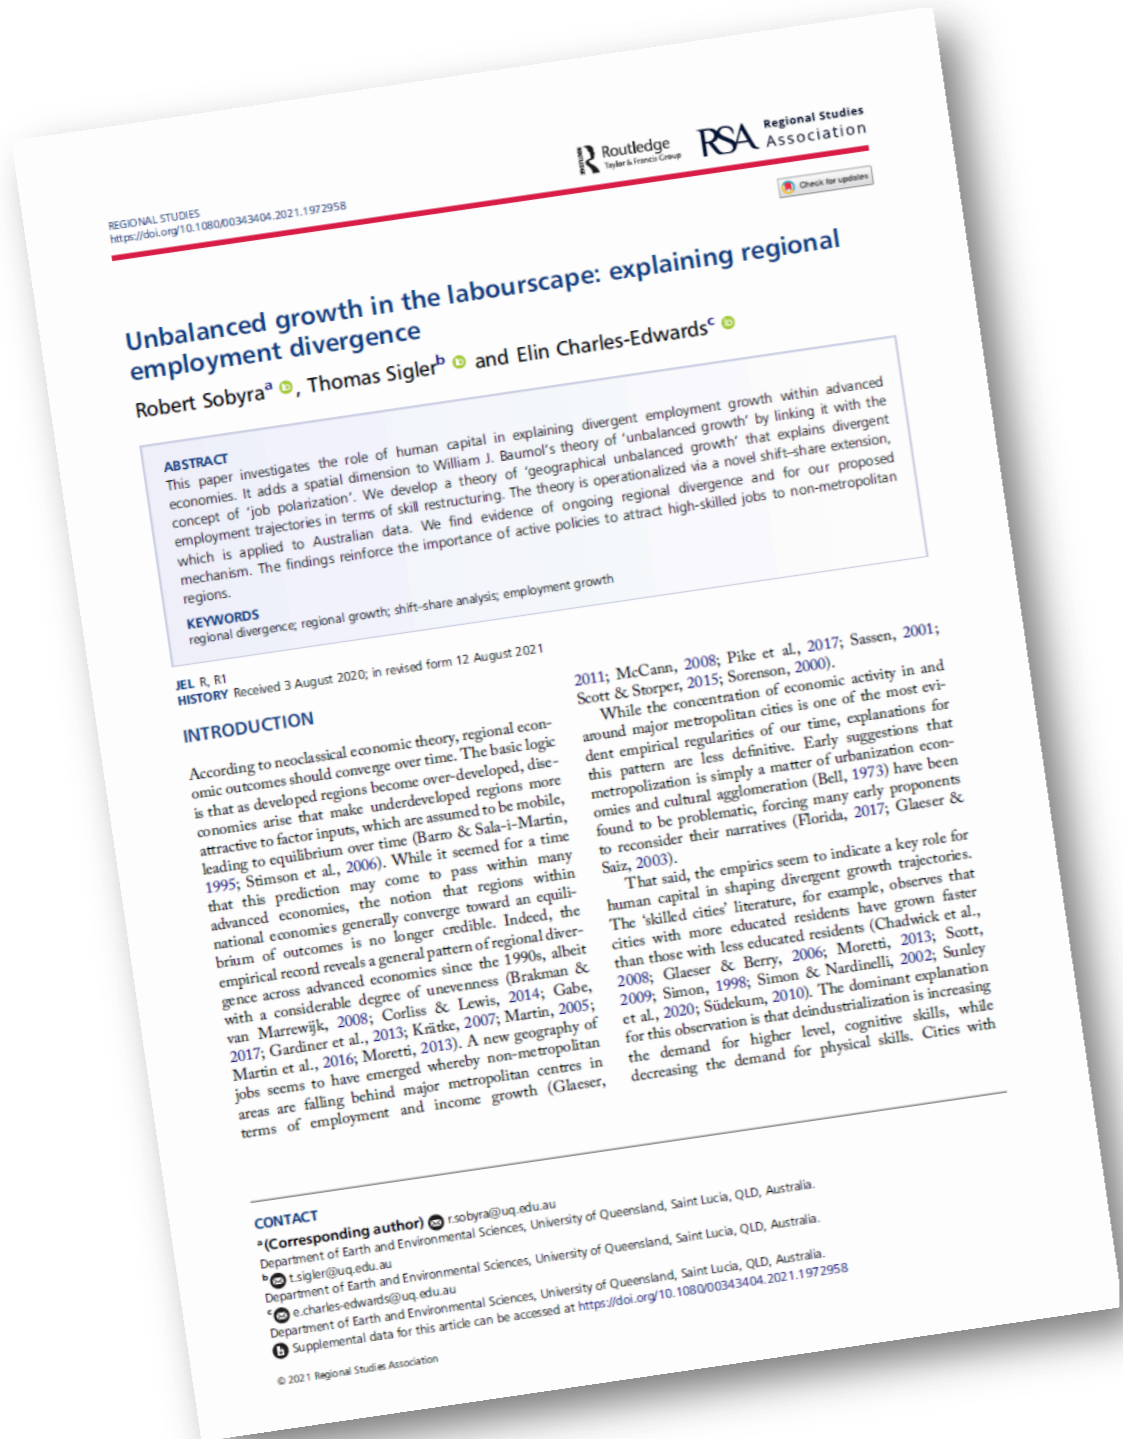 Routledge
Taylor & Francis Group
RSA
Regional Studies
Association
REGIONAL STUDIES
https://doi.org/10.1080/00343404.2021.1972958
Check for updates
Unbalanced growth in the labourscape: explaining regional
employment divergence
Robert Sobyraᵃ, Thomas Siglerᵇ and Elin Charles-Edwardsᶜ
ABSTRACT
This paper investigates the role of human capital in explaining divergent employment growth within advanced
economies. It adds a spatial dimension to William J. Baumol's theory of 'unbalanced growth' by linking it with the
concept of 'job polarization'. We develop a theory of 'geographical unbalanced growth' that explains divergent
employment trajectories in terms of skill restructuring. The theory is operationalized via a novel shift–share extension,
which is applied to Australian data. We find evidence of ongoing regional divergence and for our proposed
mechanism. The findings reinforce the importance of active policies to attract high-skilled jobs to non-metropolitan
regions.
KEYWORDS
regional divergence; regional growth; shift–share analysis; employment growth
JEL R, R1
HISTORY Received 3 August 2020; in revised form 12 August 2021
INTRODUCTION
According to neoclassical economic theory, regional econ-
omic outcomes should converge over time. The basic logic
is that as developed regions become over-developed, dise-
conomies arise that make underdeveloped regions more
attractive to factor inputs, which are assumed to be mobile,
leading to equilibrium over time (Barro & Sala-i-Martin,
1995; Stimson et al., 2006). While it seemed for a time
that this prediction may come to pass within many
advanced economies, the notion that regions within
national economies generally converge toward an equili-
brium of outcomes is no longer credible. Indeed, the
empirical record reveals a general pattern of regional diver-
gence across advanced economies since the 1990s, albeit
with a considerable degree of unevenness (Brakman &
van Marrewijk, 2008; Corliss & Lewis, 2014; Gabe,
2017; Gardiner et al., 2013; Krätke, 2007; Martin, 2005;
Martin et al., 2016; Moretti, 2013). A new geography of
jobs seems to have emerged whereby non-metropolitan
areas are falling behind major metropolitan centres in
terms of employment and income growth (Glaeser,
2011; McCann, 2008; Pike et al., 2017; Sassen, 2001;
Scott & Storper, 2015; Sorenson, 2000).
While the concentration of economic activity in and
around major metropolitan cities is one of the most evi-
dent empirical regularities of our time, explanations for
this pattern are less definitive. Early suggestions that
metropolization is simply a matter of urbanization econ-
omies and cultural agglomeration (Bell, 1973) have been
found to be problematic, forcing many early proponents
to reconsider their narratives (Florida, 2017; Glaeser &
Saiz, 2003).
That said, the empirics seem to indicate a key role for
human capital in shaping divergent growth trajectories.
The 'skilled cities' literature, for example, observes that
cities with more educated residents have grown faster
than those with less educated residents (Chadwick et al.,
2008; Glaeser & Berry, 2006; Moretti, 2013; Scott,
2009; Simon, 1998; Simon & Nardinelli, 2002; Sunley
et al., 2020; Südekum, 2010). The dominant explanation
for this observation is that deindustrialization is increasing
the demand for higher level, cognitive skills, while
decreasing the demand for physical skills. Cities with
CONTACT
ᵃ(Corresponding author) r.sobyra@uq.edu.au
Department of Earth and Environmental Sciences, University of Queensland, Saint Lucia, QLD, Australia.
ᵇ t.sigler@uq.edu.au
Department of Earth and Environmental Sciences, University of Queensland, Saint Lucia, QLD, Australia.
ᶜ e.charles-edwards@uq.edu.au
Department of Earth and Environmental Sciences, University of Queensland, Saint Lucia, QLD, Australia.
Supplemental data for this article can be accessed at https://doi.org/10.1080/00343404.2021.1972958
© 2021 Regional Studies Association